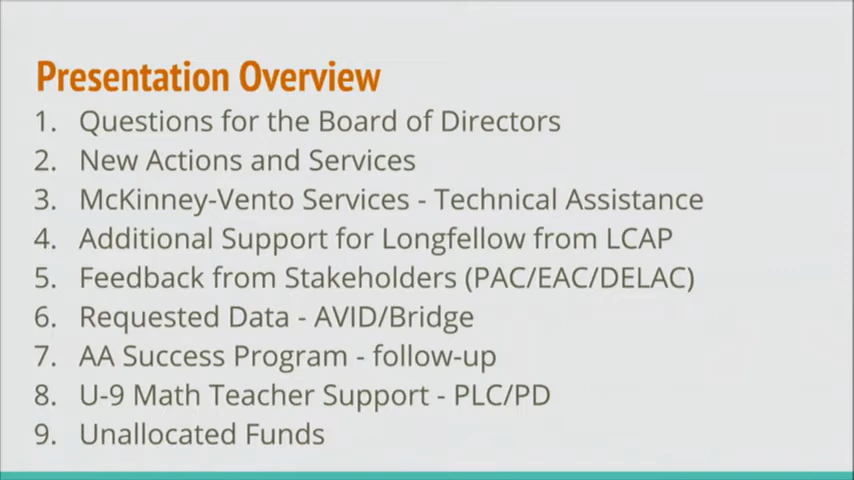 Presentation Overview
1. Questions for the Board of Directors
2. New Actions and Services
3. McKinney-Vento Services - Technical Assistance
4. Additional Support for Longfellow from LCAP
5. Feedback from Stakeholders (PAC/EAC/DELAC)
6. Requested Data - AVID/Bridge
7. AA Success Program - follow-up
8. U-9 Math Teacher Support - PLC/PD
9. Unallocated Funds